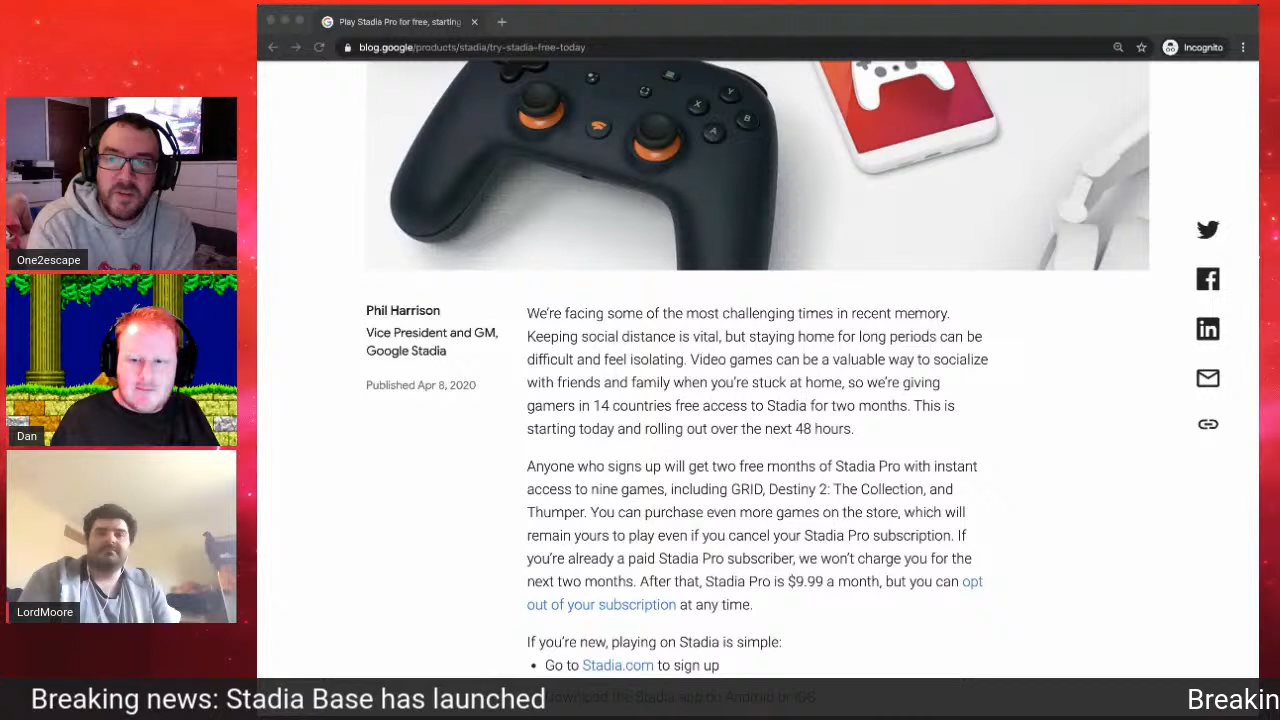 Play Stadia Pro for free, starting
blog.google/products/stadia/try-stadia-free-today
Incognito
One2escape
Dan
LordMoore
Y
X
B
A
Phil Harrison
Vice President and GM,
Google Stadia
Published Apr 8, 2020
We're facing some of the most challenging times in recent memory.
Keeping social distance is vital, but staying home for long periods can be
difficult and feel isolating. Video games can be a valuable way to socialize
with friends and family when you're stuck at home, so we're giving
gamers in 14 countries free access to Stadia for two months. This is
starting today and rolling out over the next 48 hours.
Anyone who signs up will get two free months of Stadia Pro with instant
access to nine games, including GRID, Destiny 2: The Collection, and
Thumper. You can purchase even more games on the store, which will
remain yours to play even if you cancel your Stadia Pro subscription. If
you're already a paid Stadia Pro subscriber, we won't charge you for the
next two months. After that, Stadia Pro is $9.99 a month, but you can opt
out of your subscription at any time.
If you're new, playing on Stadia is simple:
• Go to Stadia.com to sign up
Download the Stadia app on Android or iOS
Breaking news: Stadia Base has launched
Breakin